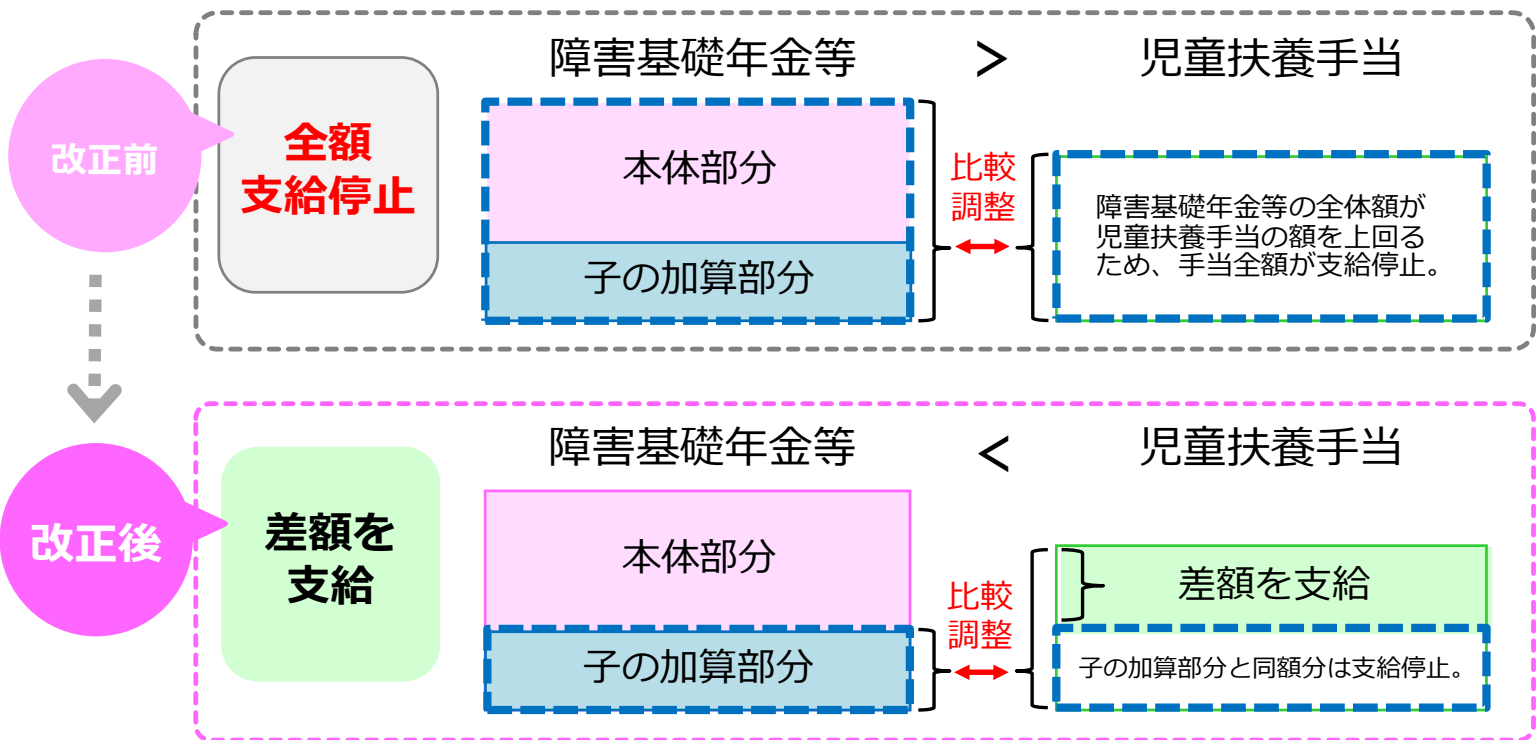 障害基礎年金等 > 児童扶養手当
改正前
全額
支給停止
本体部分
子の加算部分
比較
調整
障害基礎年金等の全体額が
児童扶養手当の額を上回る
ため、手当全額が支給停止。
障害基礎年金等 < 児童扶養手当
改正後
差額を
支給
本体部分
子の加算部分
比較
調整
差額を支給
子の加算部分と同額分は支給停止。